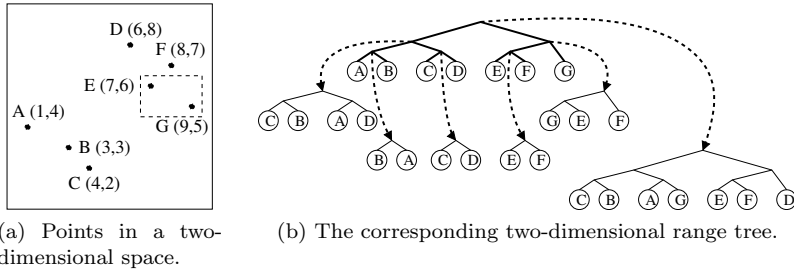 D (6,8)
F (8,7)
E (7,6)
G (9,5)
A (1,4)
B (3,3)
C (4,2)
A B C D E F G
C B A D G E F
B A C D E F
C B A G E F D
(a) Points in a two-
dimensional space.
(b) The corresponding two-dimensional range tree.